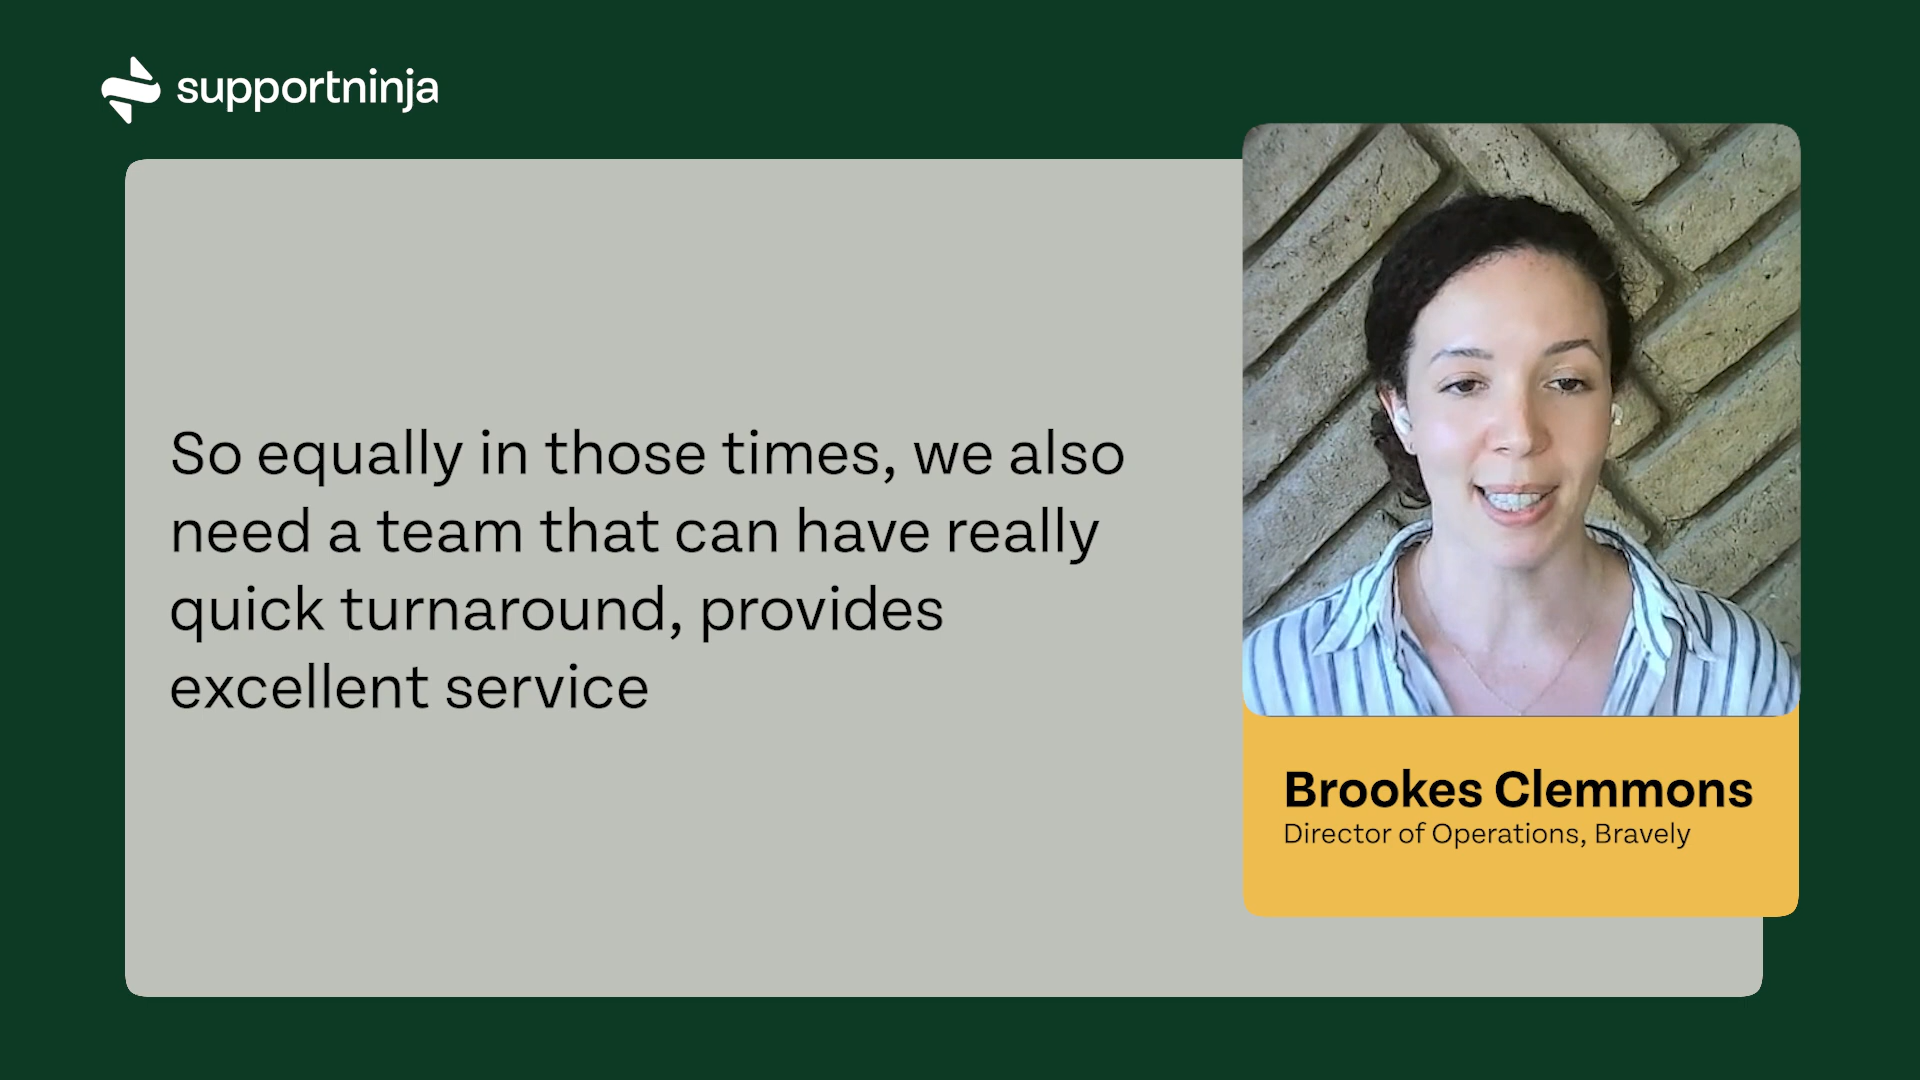 supportninja
So equally in those times, we also
need a team that can have really
quick turnaround, provides
excellent service
Brookes Clemmons
Director of Operations, Bravely